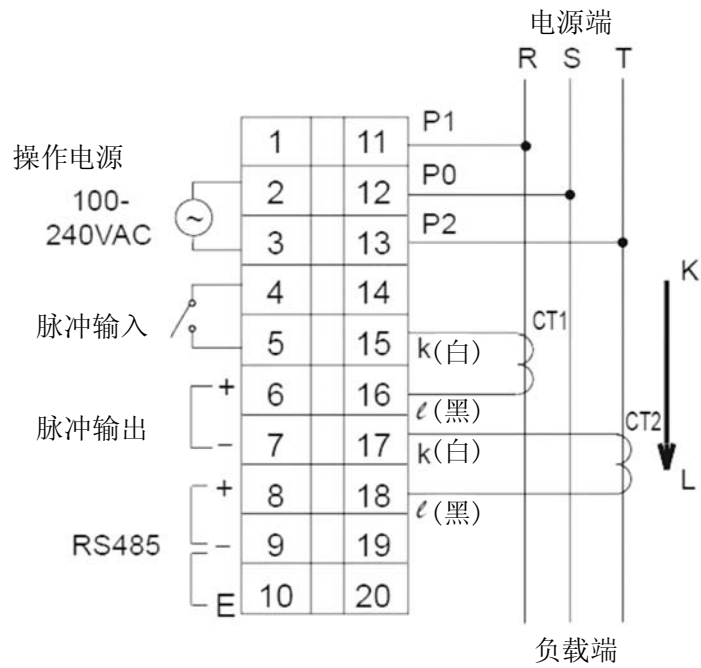 电源端
R S T
操作电源
100-
240VAC
~
脉冲输入
脉冲输出
+
−
RS485
+
−
E
1 11
2 12
3 13
4 14
5 15
6 16
7 17
8 18
9 19
10 20
P1
P0
P2
k(白)
ℓ(黑)
k(白)
ℓ(黑)
CT1
CT2
K
L
负载端